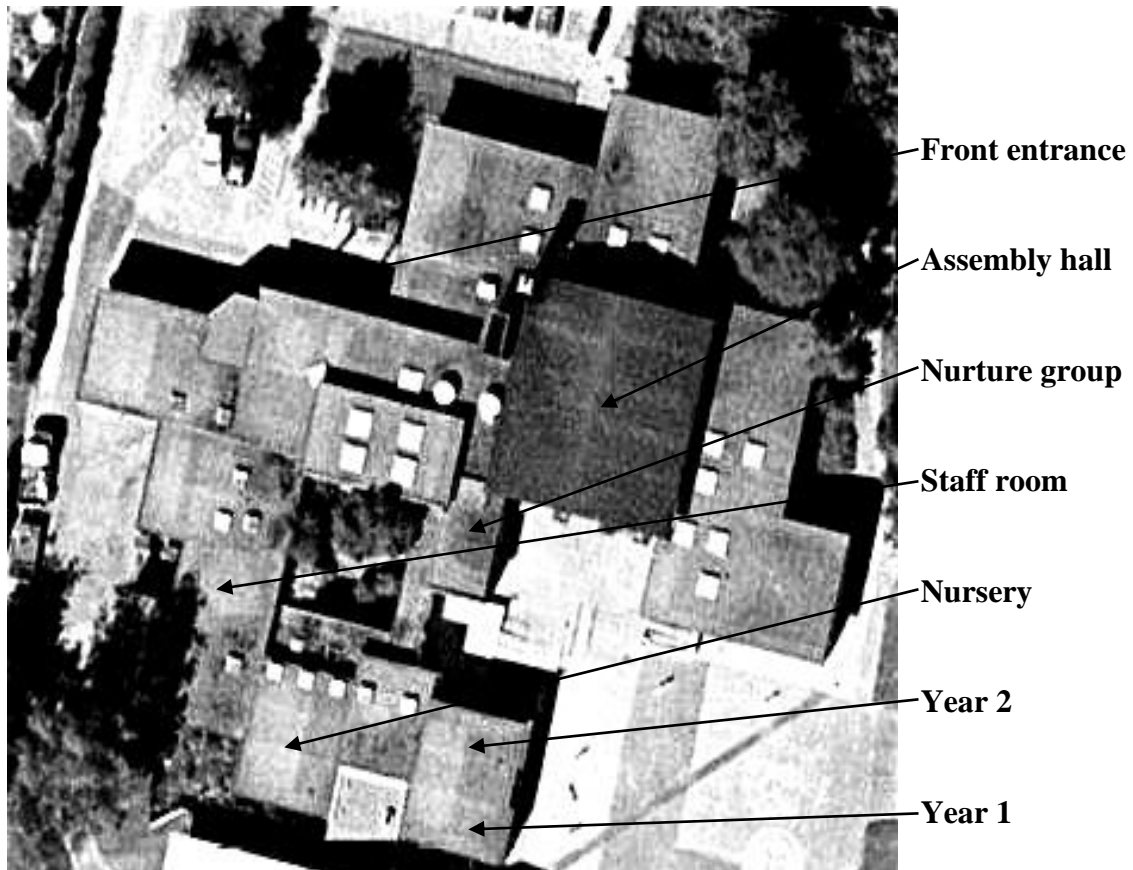 Front entrance
Assembly hall
Nurture group
Staff room
Nursery
Year 2
Year 1